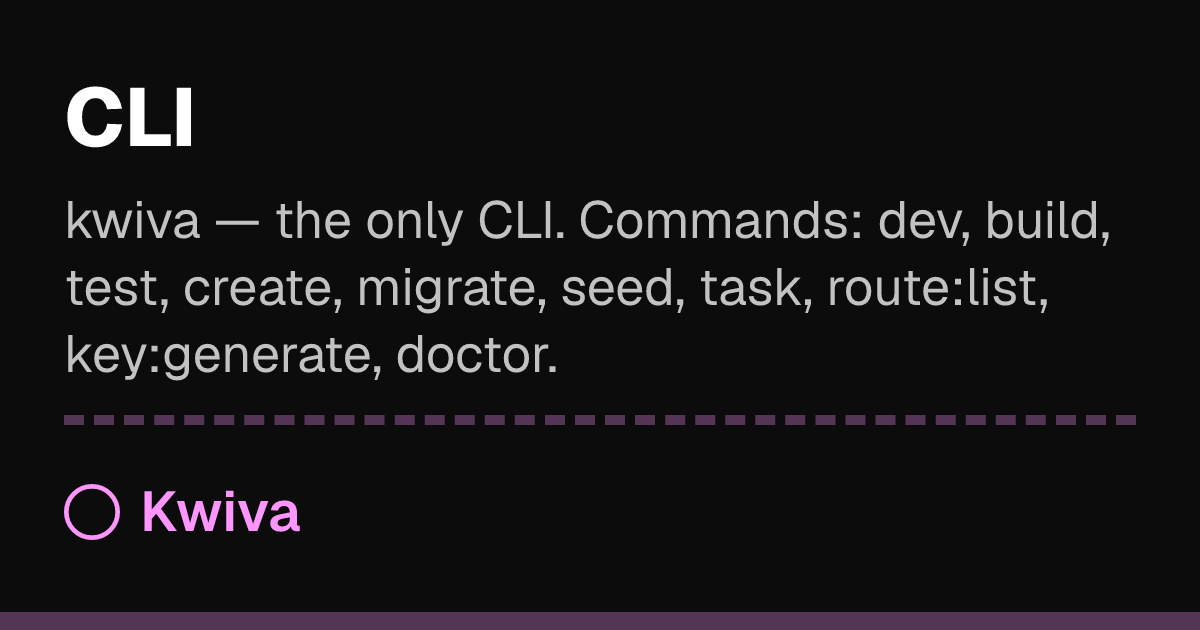 CLI
kwiva — the only CLI. Commands: dev, build,
test, create, migrate, seed, task, route:list,
key:generate, doctor.
Kwiva